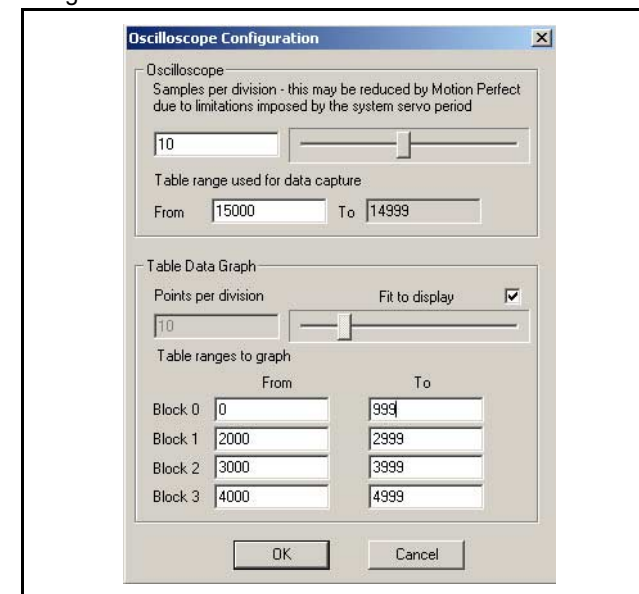 Oscilloscope Configuration
Oscilloscope
Samples per division - this may be reduced by Motion Perfect
due to limitations imposed by the system servo period
10
Table range used for data capture
From 15000 To 14999
Table Data Graph
Points per division Fit to display
10
Table ranges to graph
From To
Block 0 0 999
Block 1 2000 2999
Block 2 3000 3999
Block 3 4000 4999
OK Cancel